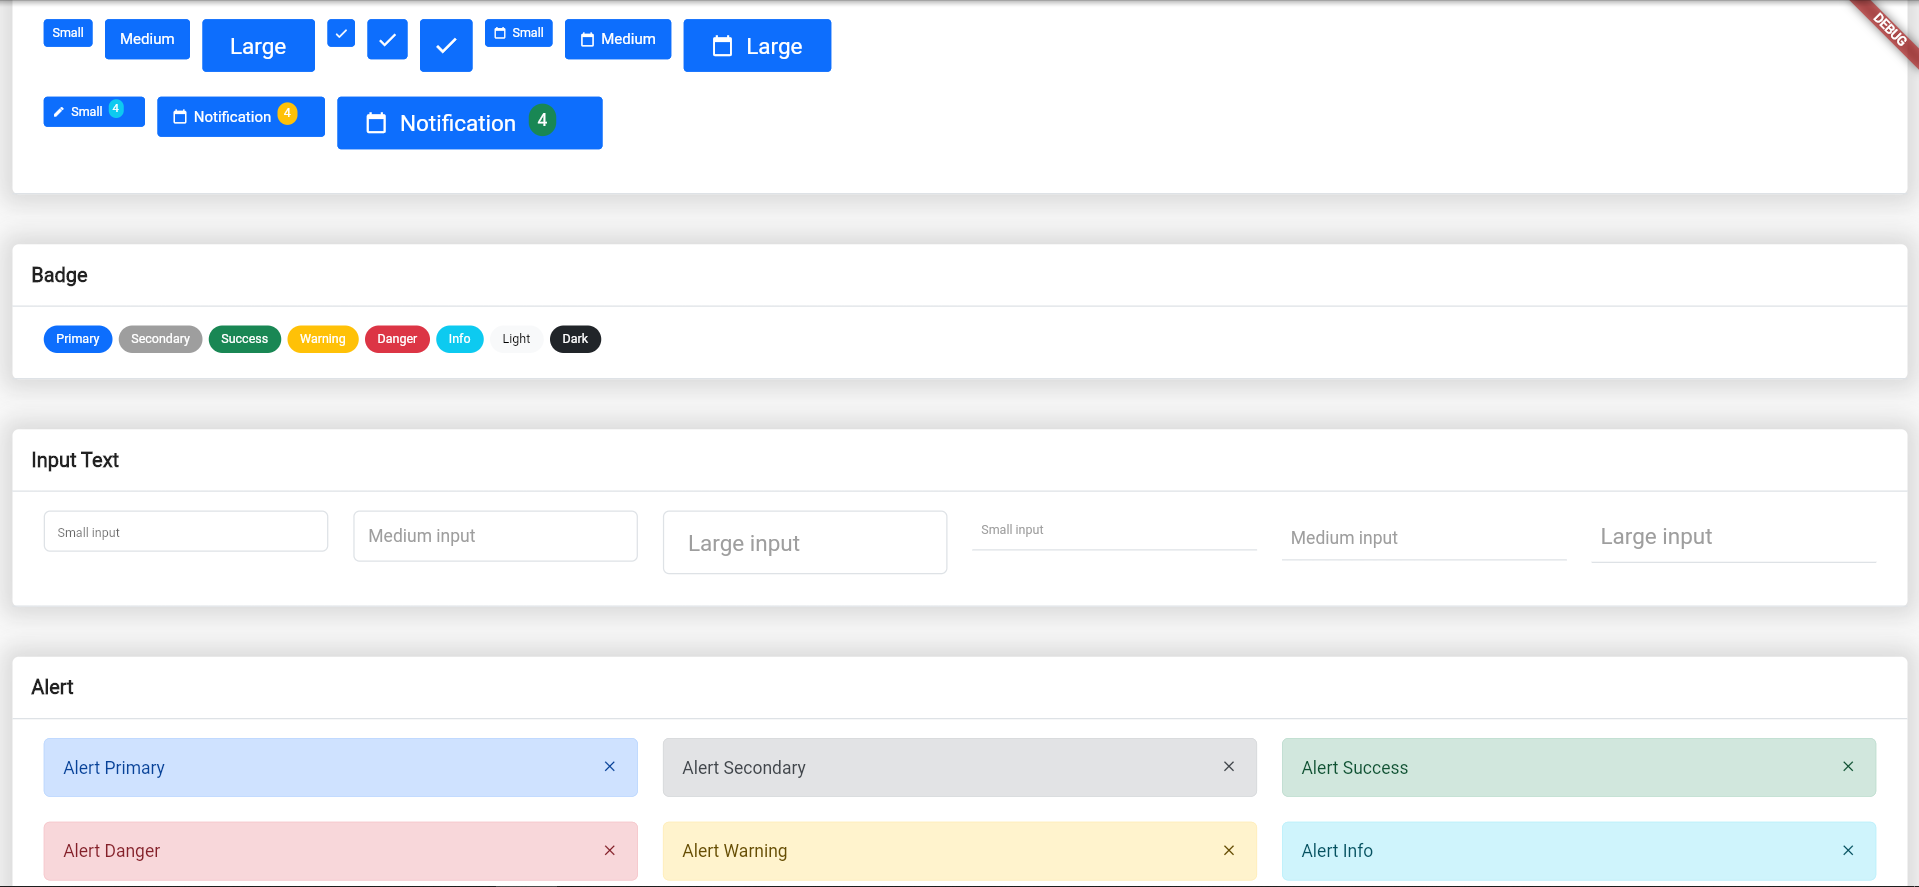 Small Medium Large Small Medium Large
DEBUG
Small 4 Notification 4 Notification 4
Badge
Primary Secondary Success Warning Danger Info Light Dark
Input Text
Small input Medium input Large input Small input Medium input Large input
Alert
Alert Primary Alert Secondary Alert Success
Alert Danger Alert Warning Alert Info